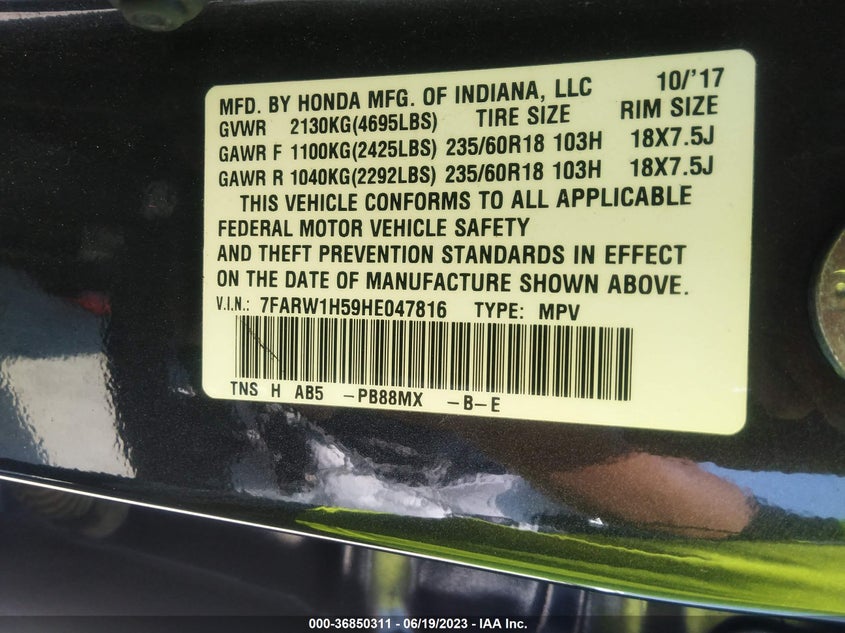 MFD. BY HONDA MFG. OF INDIANA, LLC 10/'17
GVWR 2130KG(4695LBS) TIRE SIZE RIM SIZE
GAWR F 1100KG(2425LBS) 235/60R18 103H 18X7.5J
GAWR R 1040KG(2292LBS) 235/60R18 103H 18X7.5J
THIS VEHICLE CONFORMS TO ALL APPLICABLE
FEDERAL MOTOR VEHICLE SAFETY
AND THEFT PREVENTION STANDARDS IN EFFECT
ON THE DATE OF MANUFACTURE SHOWN ABOVE.
V.I.N.: 7FARW1H59HE047816 TYPE: MPV
TNS H AB5 -PB88MX -B-E
000-36850311 - 06/19/2023 - IAA Inc.